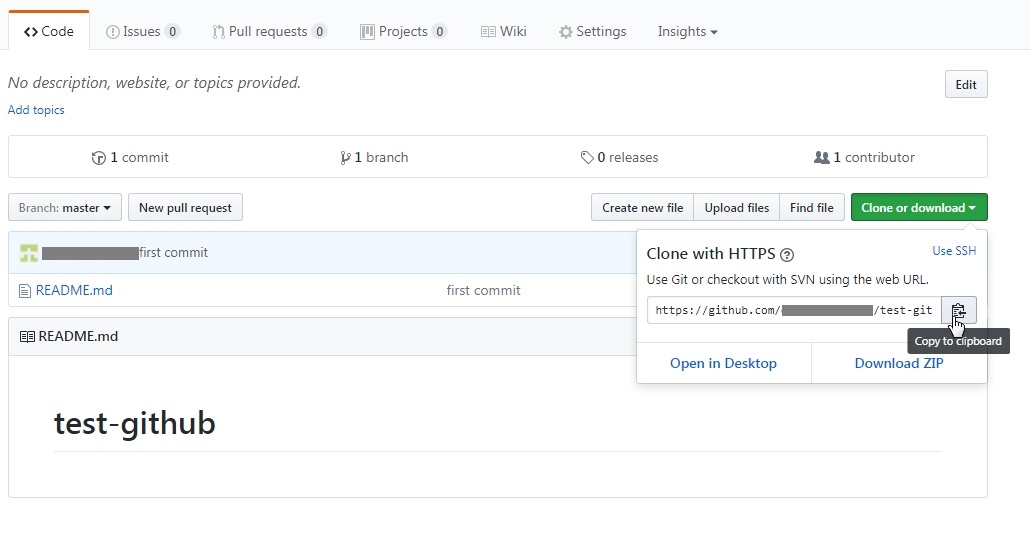 Code Issues 0 Pull requests 0 Projects 0 Wiki Settings Insights
No description, website, or topics provided. Edit
Add topics
1 commit 1 branch 0 releases 1 contributor
Branch: master New pull request Create new file Upload files Find file Clone or download
first commit
README.md first commit
Clone with HTTPS Use SSH
Use Git or checkout with SVN using the web URL.
https://github.com/ /test-git
Copy to clipboard
Open in Desktop Download ZIP
README.md
test-github